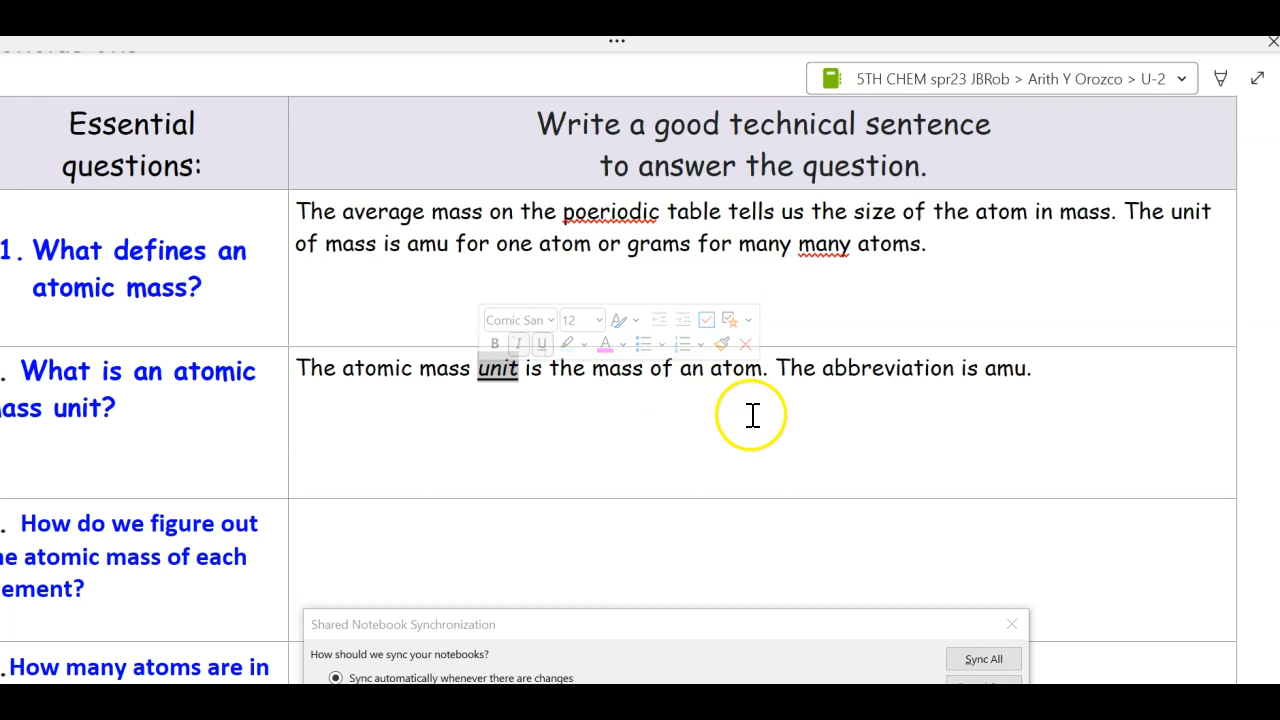 5TH CHEM spr23 JBRob > Arith Y Orozco > U-2
Essential
questions:
Write a good technical sentence
to answer the question.
1. What defines an
atomic mass?
The average mass on the poeriodic table tells us the size of the atom in mass. The unit
of mass is amu for one atom or grams for many many atoms.
Comic San 12
B I U
. What is an atomic
mass unit?
The atomic mass unit is the mass of an atom. The abbreviation is amu.
. How do we figure out
he atomic mass of each
ement?
Shared Notebook Synchronization
How should we sync your notebooks?
Sync All
Sync automatically whenever there are changes
.How many atoms are in